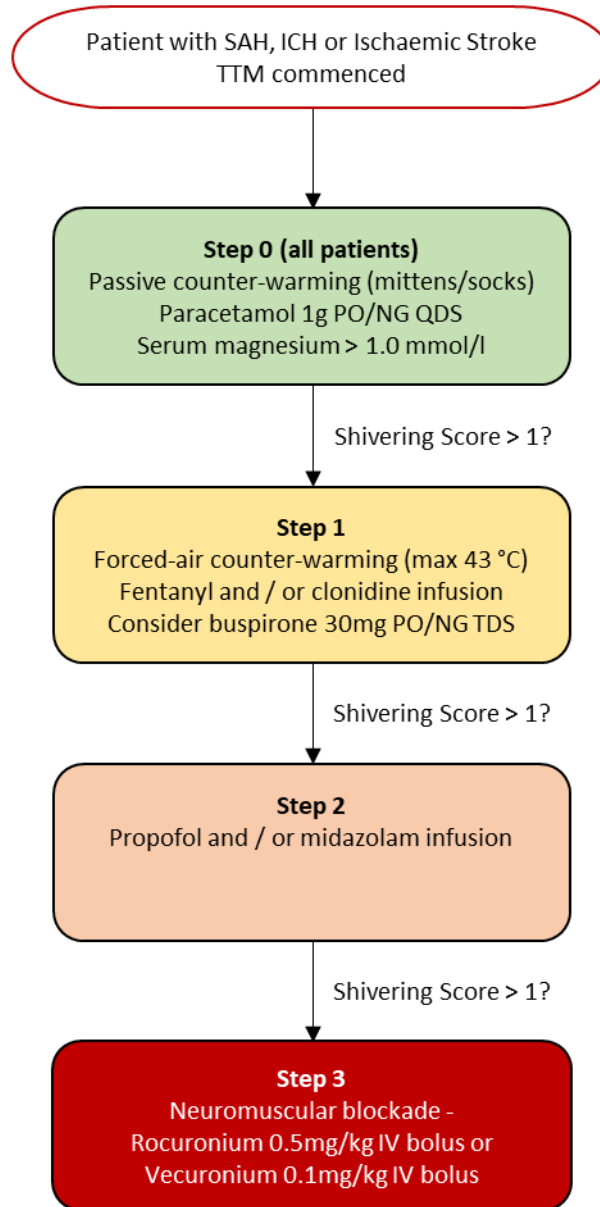 Patient with SAH, ICH or Ischaemic Stroke
TTM commenced
Step 0 (all patients)
Passive counter-warming (mittens/socks)
Paracetamol 1g PO/NG QDS
Serum magnesium > 1.0 mmol/l
Shivering Score > 1?
Step 1
Forced-air counter-warming (max 43 °C)
Fentanyl and / or clonidine infusion
Consider buspirone 30mg PO/NG TDS
Shivering Score > 1?
Step 2
Propofol and / or midazolam infusion
Shivering Score > 1?
Step 3
Neuromuscular blockade -
Rocuronium 0.5mg/kg IV bolus or
Vecuronium 0.1mg/kg IV bolus